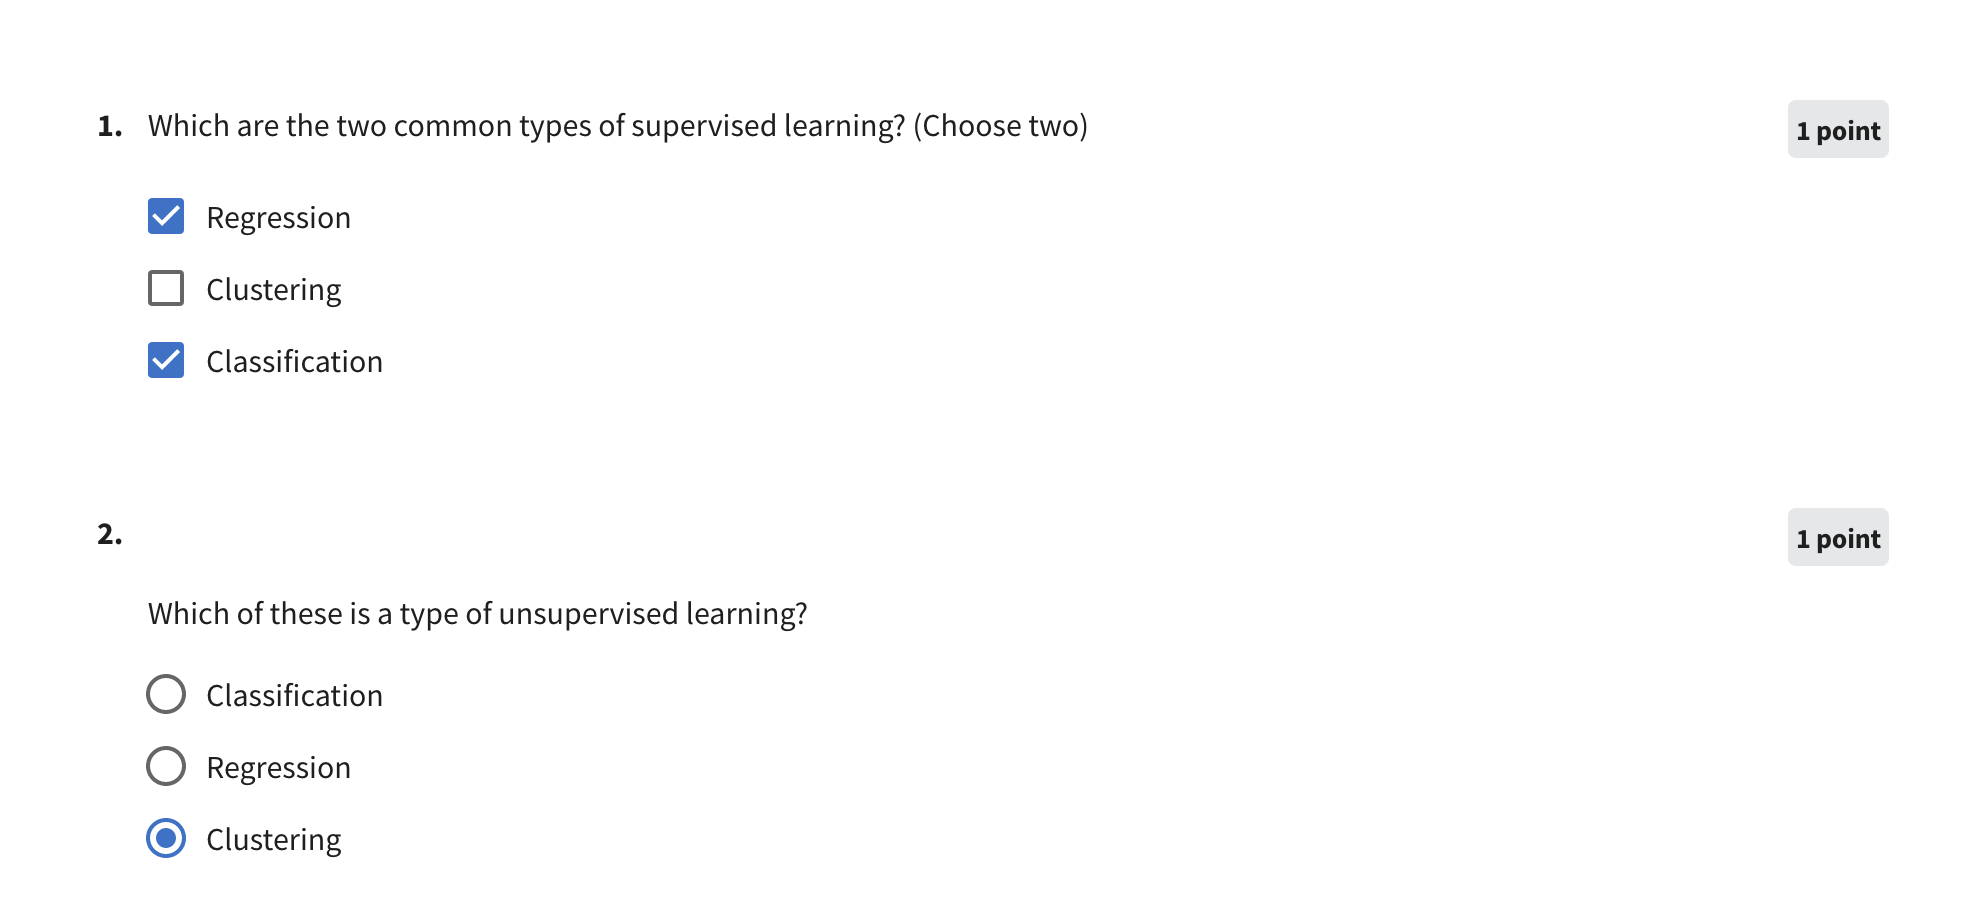 1. Which are the two common types of supervised learning? (Choose two)
1 point
Regression
Clustering
Classification
2.
1 point
Which of these is a type of unsupervised learning?
Classification
Regression
Clustering